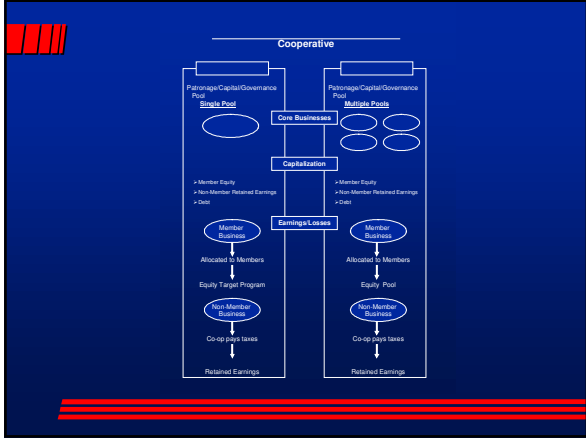 Cooperative
Patronage/Capital/Governance
Pool
Single Pool
Patronage/Capital/Governance
Pool
Multiple Pools
Core Businesses
Capitalization
➢ Member Equity
➢ Non-Member Retained Earnings
➢ Debt
➢ Member Equity
➢ Non-Member Retained Earnings
➢ Debt
Earnings/Losses
Member
Business
Allocated to Members
Equity Target Program
Non-Member
Business
Co-op pays taxes
Retained Earnings
Member
Business
Allocated to Members
Equity Pool
Non-Member
Business
Co-op pays taxes
Retained Earnings